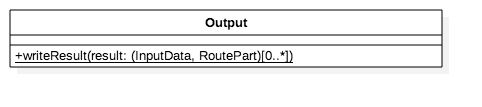 Output
+writeResult(result: (InputData, RoutePart)[0..*])